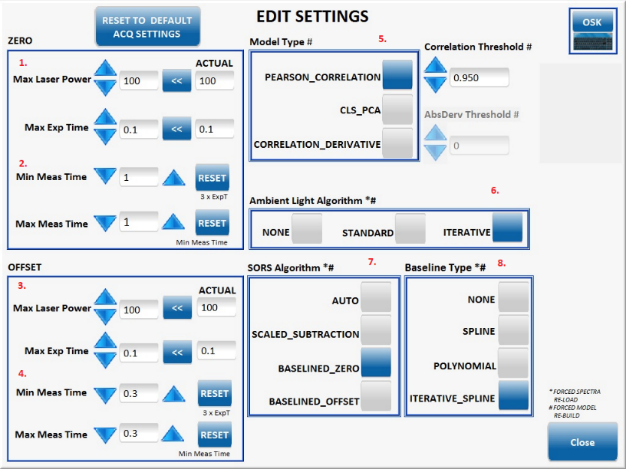 RESET TO DEFAULT
ACQ SETTINGS
EDIT SETTINGS
OSK
ZERO
1.
ACTUAL
Max Laser Power
100
<<
100
Max Exp Time
0.1
<<
0.1
2.
Min Meas Time
1
RESET
3 x ExpT
Max Meas Time
1
RESET
Min Meas Time
Model Type #
5.
PEARSON_CORRELATION
CLS_PCA
CORRELATION_DERIVATIVE
Correlation Threshold #
0.950
AbsDerv Threshold #
0
Ambient Light Algorithm *#
6.
NONE
STANDARD
ITERATIVE
OFFSET
3.
ACTUAL
Max Laser Power
100
<<
100
Max Exp Time
0.1
<<
0.1
4.
Min Meas Time
0.3
RESET
3 x ExpT
Max Meas Time
0.3
RESET
Min Meas Time
SORS Algorithm *#
7.
AUTO
SCALED_SUBTRACTION
BASELINED_ZERO
BASELINED_OFFSET
Baseline Type *#
8.
NONE
SPLINE
POLYNOMIAL
ITERATIVE_SPLINE
* FORCED SPECTRA
RE-LOAD
# FORCED MODEL
RE-BUILD
Close